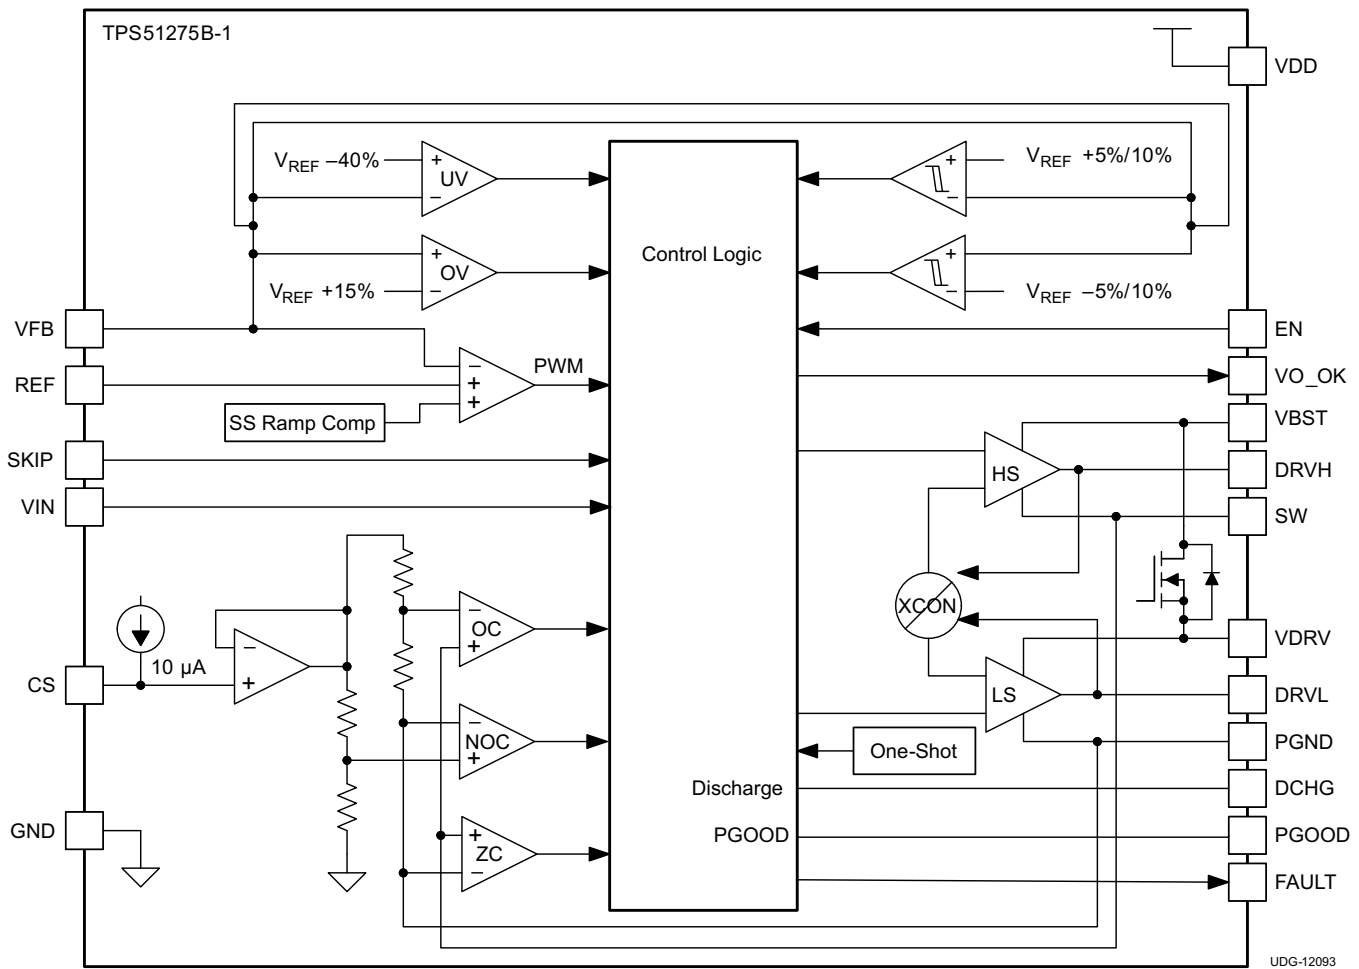 TPS51275B-1
VDD
VREF –40%
+
UV
–
+
OV
–
VREF +15%
VREF +5%/10%
+
–
+
–
VREF –5%/10%
Control Logic
VFB
REF
SKIP
VIN
–
+
+
PWM
SS Ramp Comp
EN
VO_OK
VBST
DRVH
SW
HS
XCON
LS
VDRV
DRVL
PGND
DCHG
PGOOD
FAULT
10 µA
CS
–
+
–
OC
+
–
NOC
+
+
ZC
–
GND
One-Shot
Discharge
PGOOD
UDG-12093